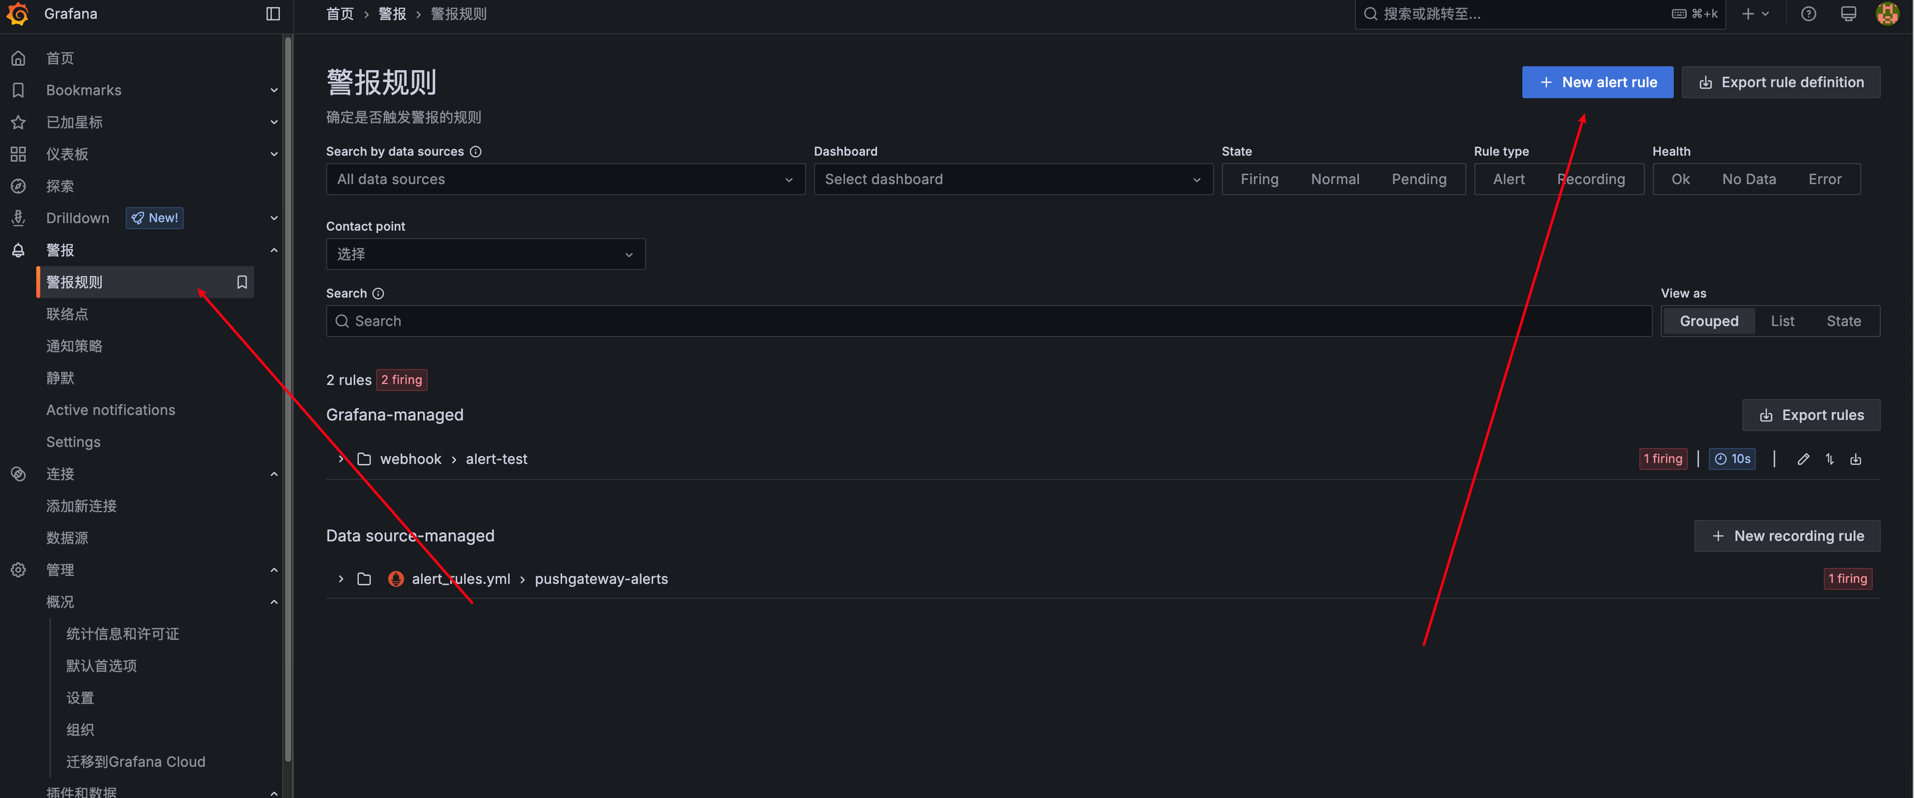 Grafana
首页 › 警报 › 警报规则
搜索或跳转至...
⌘+k
首页
Bookmarks
已加星标
仪表板
探索
Drilldown New!
警报
警报规则
联络点
通知策略
静默
Active notifications
Settings
连接
添加新连接
数据源
管理
概况
统计信息和许可证
默认首选项
设置
组织
迁移到Grafana Cloud
插件和数据
警报规则
+ New alert rule
Export rule definition
确定是否触发警报的规则
Search by data sources
Dashboard
State
Rule type
Health
All data sources
Select dashboard
Firing Normal Pending
Alert Recording
Ok No Data Error
Contact point
选择
Search
View as
Search
Grouped List State
2 rules 2 firing
Grafana-managed
Export rules
webhook › alert-test
1 firing | 10s |
Data source-managed
+ New recording rule
alert_rules.yml › pushgateway-alerts
1 firing